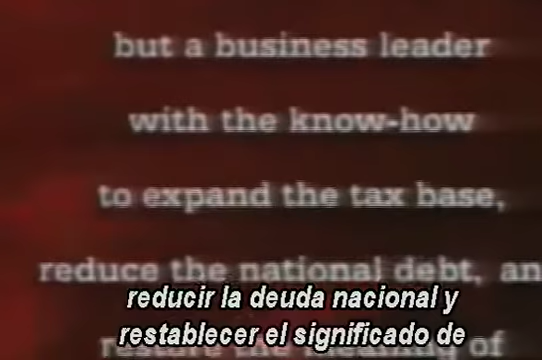 but a business leader
with the know-how
to expand the tax base,
reduce the national debt, an
reducir la deuda nacional y
restablecer el significado de
of